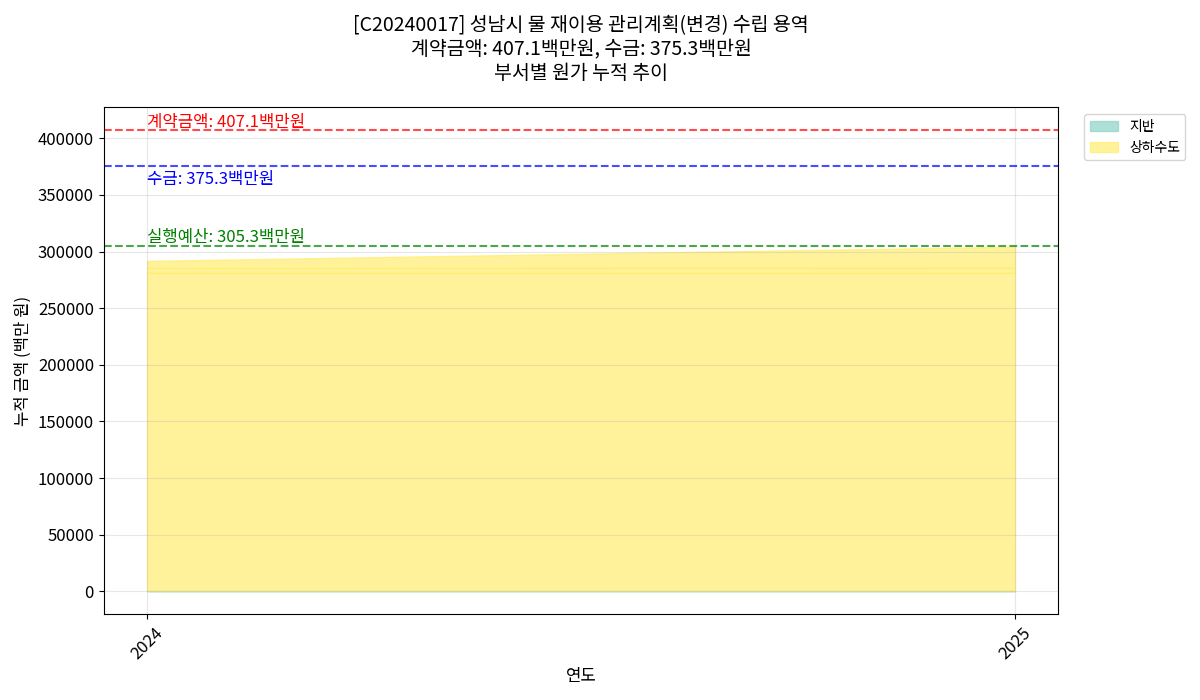 [C20240017] 성남시 물 재이용 관리계획(변경) 수립 용역
계약금액: 407.1백만원, 수금: 375.3백만원
부서별 원가 누적 추이
계약금액: 407.1백만원
수금: 375.3백만원
실행예산: 305.3백만원
지반
상하수도
누적 금액 (백만 원)
400000
350000
300000
250000
200000
150000
100000
50000
0
2024
2025
연도